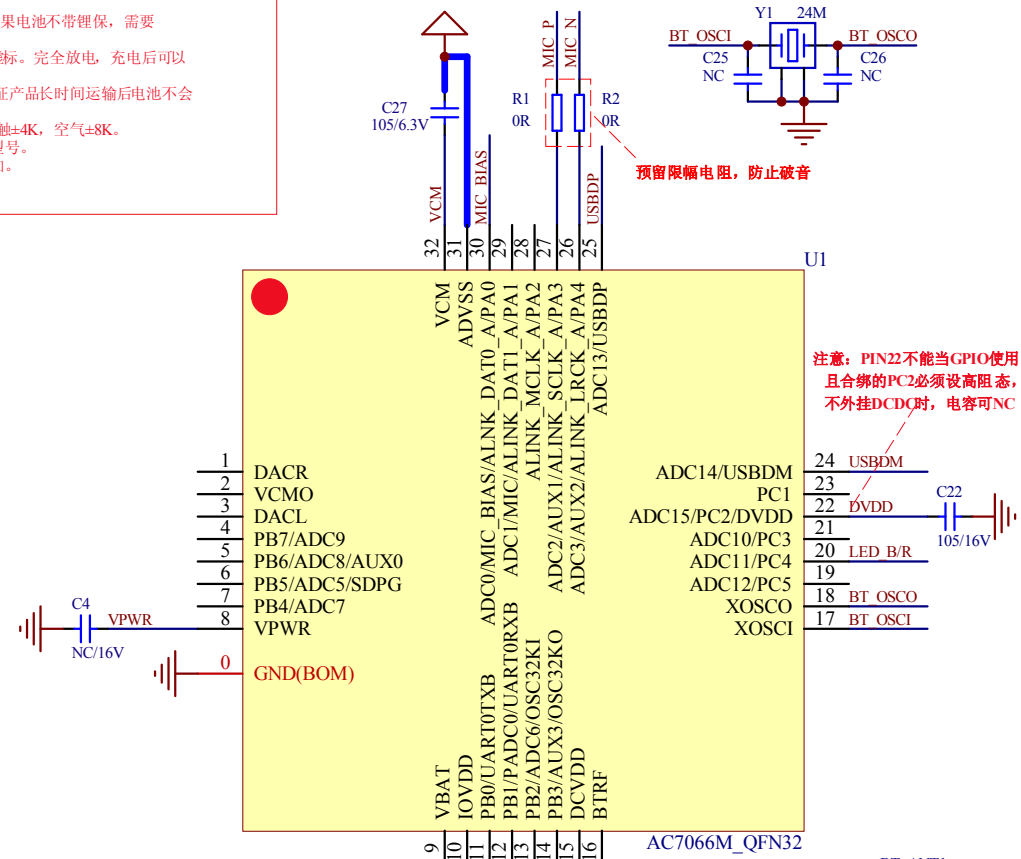 果电池不带锂保，需要
标。完全放电，充电后可以
证产品长时间运输后电池不会
触±4K，空气±8K。
型号。
C27
105/6.3V
VCM
MIC_BIAS
MIC_P
MIC_N
R1
0R
R2
0R
USBDP
预留限幅电阻，防止破音
Y1
24M
BT_OSCI
BT_OSCO
C25
NC
C26
NC
32
31
30
29
28
27
26
25
U1
VCM
ADVSS
ADC0/MIC_BIAS/ALNK_DAT0_A/PA0
ADC1/MIC/ALINK_DAT1_A/PA1
ALINK_MCLK_A/PA2
ADC2/AUX1/ALINK_SCLK_A/PA3
ADC3/AUX2/ALINK_LRCK_A/PA4
ADC13/USBDP
注意：PIN22不能当GPIO使用
且合绑的PC2必须设高阻态，
不外挂DCDC时，电容可NC
1 DACR
2 VCMO
3 DACL
4 PB7/ADC9
5 PB6/ADC8/AUX0
6 PB5/ADC5/SDPG
7 PB4/ADC7
8 VPWR
0 GND(BOM)
C4
VPWR
NC/16V
ADC14/USBDM 24 USBDM
PC1 23
ADC15/PC2/DVDD 22 DVDD
ADC10/PC3 21
ADC11/PC4 20 LED_B/R
ADC12/PC5 19
XOSCO 18 BT_OSCO
XOSCI 17 BT_OSCI
C22
105/16V
VBAT
IOVDD
PB0/UART0TXB
PB1/PADC0/UART0RXB
PB2/ADC6/OSC32KI
PB3/AUX3/OSC32KO
DCVDD
BTRF
9
10
11
12
13
14
15
16
AC7066M_QFN32